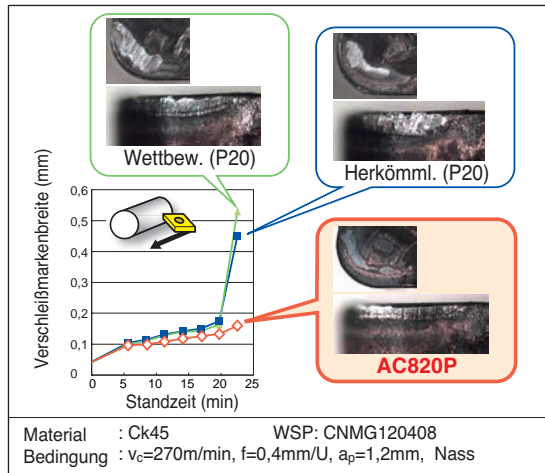 Wettbew. (P20)
Herkömml. (P20)
AC820P
Verschleißmarkenbreite (mm)
0,6
0,5
0,4
0,3
0,2
0,1
0
0 5 10 15 20 25
Standzeit (min)
Material : Ck45 WSP: CNMG120408
Bedingung : vc=270m/min, f=0,4mm/U, ap=1,2mm, Nass